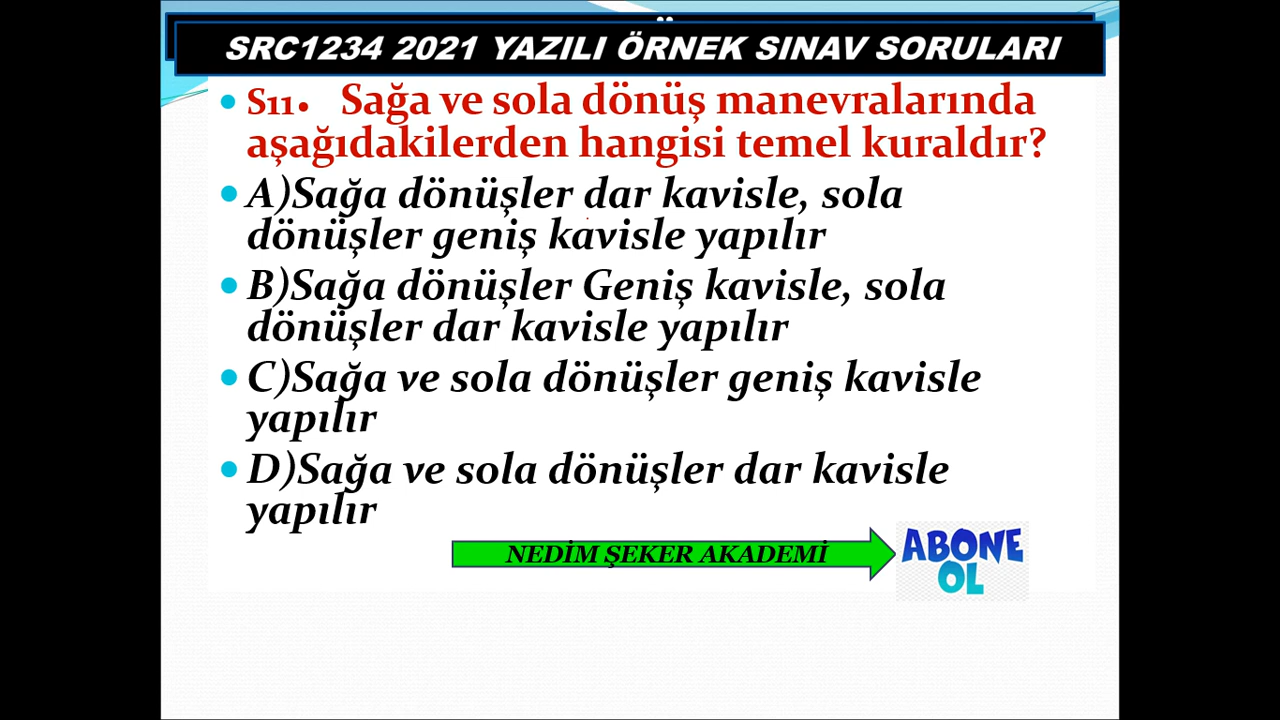 SRC1234 2021 YAZILI ÖRNEK SINAV SORULARI
S11. Sağa ve sola dönüş manevralarında
aşağıdakilerden hangisi temel kuraldır?
A)Sağa dönüşler dar kavisle, sola
dönüşler geniş kavisle yapılır
B)Sağa dönüşler Geniş kavisle, sola
dönüşler dar kavisle yapılır
C)Sağa ve sola dönüşler geniş kavisle
yapılır
D)Sağa ve sola dönüşler dar kavisle
yapılır
NEDİM ŞEKER AKADEMİ
ABONE
OL